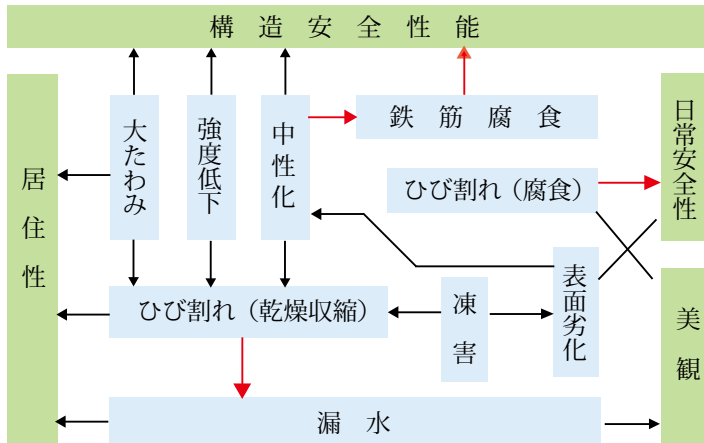 構造安全性能
居住性
大たわみ
強度低下
中性化
鉄筋腐食
ひび割れ（腐食）
日常安全性
ひび割れ（乾燥収縮）
凍害
表面劣化
美観
漏水